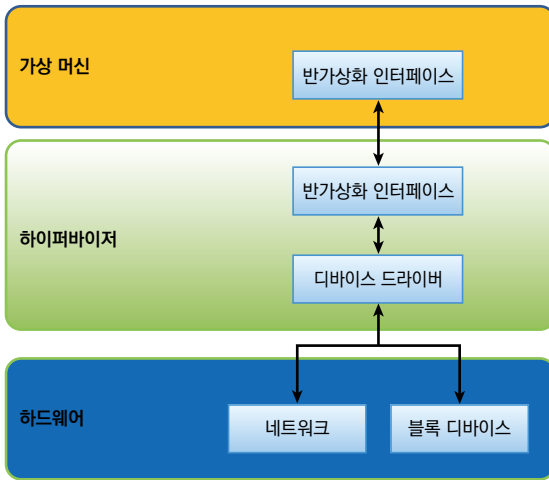 가상 머신
반가상화 인터페이스
반가상화 인터페이스
하이퍼바이저
디바이스 드라이버
하드웨어
네트워크
블록 디바이스